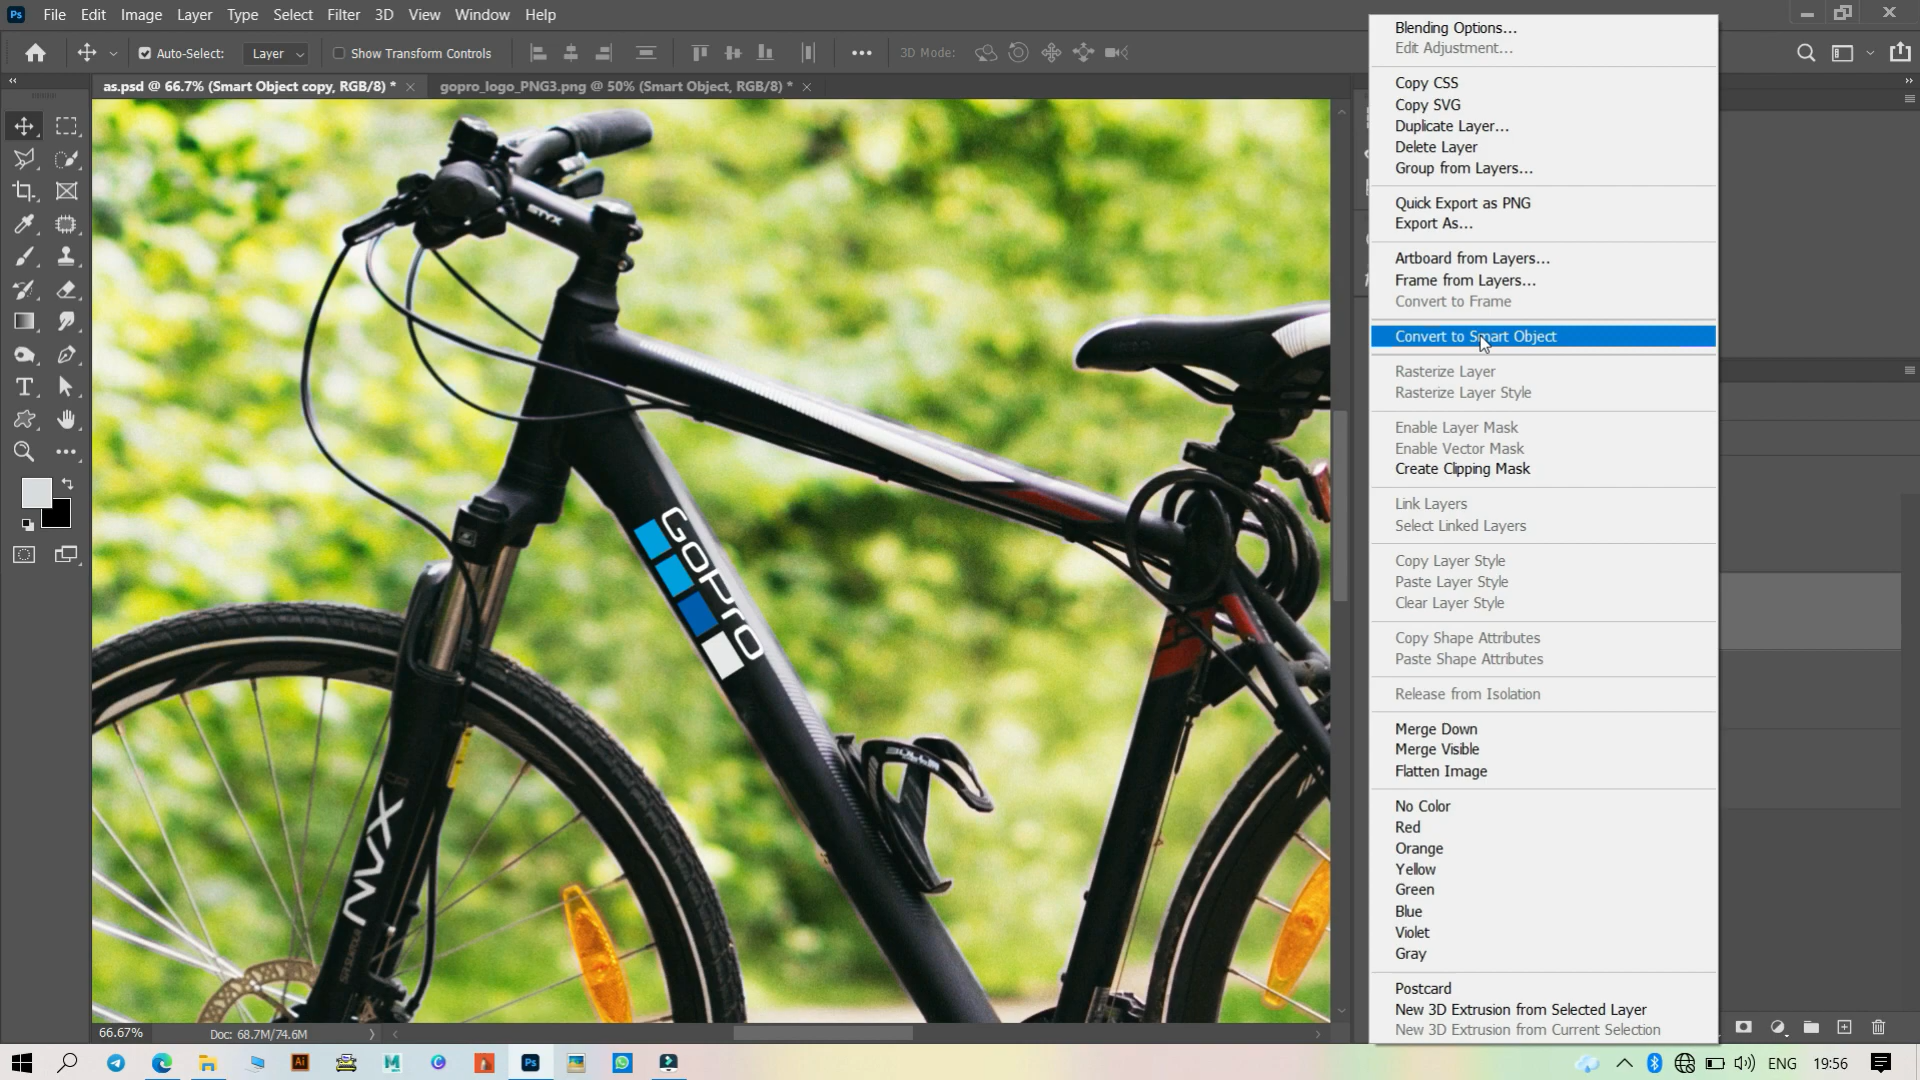 Ps File Edit Image Layer Type Select Filter 3D View Window Help
Auto-Select: Layer Show Transform Controls 3D Mode:
as.psd @ 66.7% (Smart Object copy, RGB/8) *
gopro_logo_PNG3.png @ 50% (Smart Object, RGB/8) *
STYX
GoPro
NVX
66.67%
Doc: 68.7M/74.6M
Blending Options...
Edit Adjustment...
Copy CSS
Copy SVG
Duplicate Layer...
Delete Layer
Group from Layers...
Quick Export as PNG
Export As...
Artboard from Layers...
Frame from Layers...
Convert to Frame
Convert to Smart Object
Rasterize Layer
Rasterize Layer Style
Enable Layer Mask
Enable Vector Mask
Create Clipping Mask
Link Layers
Select Linked Layers
Copy Layer Style
Paste Layer Style
Clear Layer Style
Copy Shape Attributes
Paste Shape Attributes
Release from Isolation
Merge Down
Merge Visible
Flatten Image
No Color
Red
Orange
Yellow
Green
Blue
Violet
Gray
Postcard
New 3D Extrusion from Selected Layer
New 3D Extrusion from Current Selection
Ai
M
C
Ps
ENG
19:56